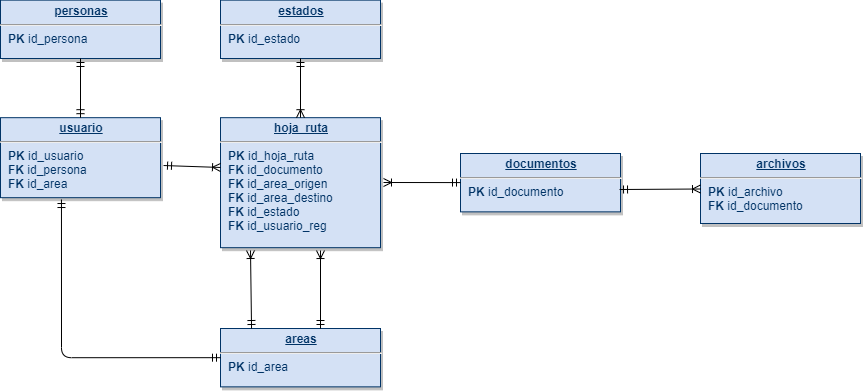 personas
PK id_persona
estados
PK id_estado
usuario
PK id_usuario
FK id_persona
FK id_area
hoja_ruta
PK id_hoja_ruta
FK id_documento
FK id_area_origen
FK id_area_destino
FK id_estado
FK id_usuario_reg
documentos
PK id_documento
archivos
PK id_archivo
FK id_documento
areas
PK id_area